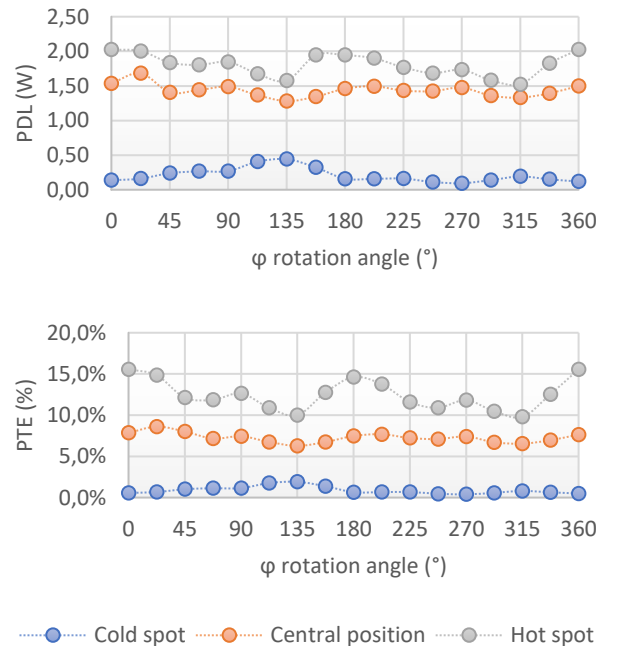 2,50
2,00
1,50
1,00
0,50
0,00
PDL (W)
0 45 90 135 180 225 270 315 360
φ rotation angle (°)
20,0%
15,0%
10,0%
5,0%
0,0%
PTE (%)
0 45 90 135 180 225 270 315 360
φ rotation angle (°)
Cold spot Central position Hot spot